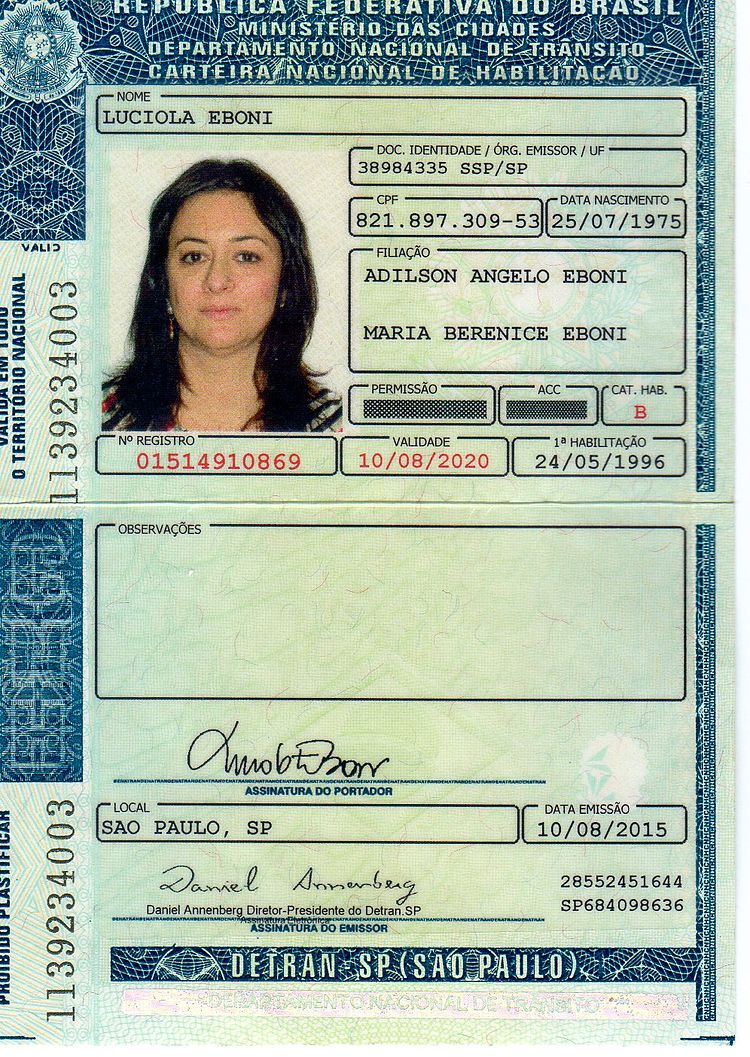 REPÚBLICA FEDERATIVA DO BRASIL
MINISTÉRIO DAS CIDADES
DEPARTAMENTO NACIONAL DE TRÂNSITO
CARTEIRA NACIONAL DE HABILITAÇÃO
NOME
LUCIOLA EBONI
DOC. IDENTIDADE / ÓRG. EMISSOR / UF
38984335 SSP/SP
CPF DATA NASCIMENTO
821.897.309-53 25/07/1975
FILIAÇÃO
ADILSON ANGELO EBONI
MARIA BERENICE EBONI
PERMISSÃO ACC CAT. HAB.
B
Nº REGISTRO VALIDADE 1ª HABILITAÇÃO
01514910869 10/08/2020 24/05/1996
VÁLIDA EM TODO
O TERRITÓRIO NACIONAL
1139234003
OBSERVAÇÕES
ASSINATURA DO PORTADOR
LOCAL DATA EMISSÃO
SAO PAULO, SP 10/08/2015
Daniel Annenberg
28552451644
SP684098636
Daniel Annenberg Diretor-Presidente do Detran.SP
Assinatura Eletrônica
ASSINATURA DO EMISSOR
PROIBIDO PLASTIFICAR
1139234003
DETRAN-SP (SÃO PAULO)
DEPARTAMENTO NACIONAL DE TRÂNSITO